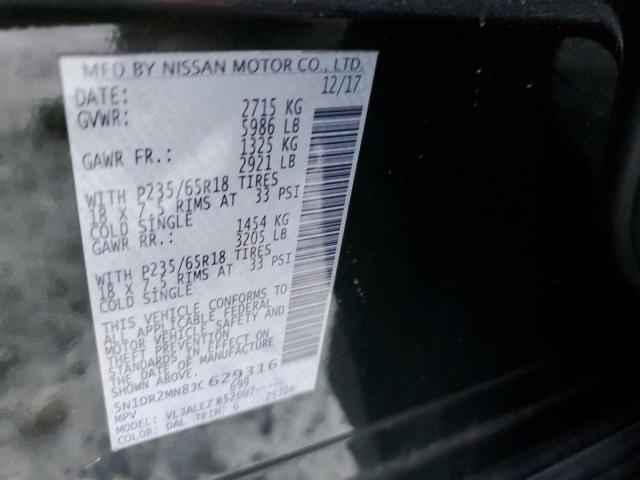 MFD BY NISSAN MOTOR CO., LTD.
DATE: 12/17
GVWR: 2715 KG
5986 LB
GAWR FR.: 1325 KG
2921 LB
WITH P235/65R18 TIRES
18 X 7.5 RIMS AT 33 PSI
COLD SINGLE
GAWR RR.: 1454 KG
3205 LB
WITH P235/65R18 TIRES
18 X 7.5 RIMS AT 33 PSI
COLD SINGLE
THIS VEHICLE CONFORMS TO
ALL APPLICABLE FEDERAL
MOTOR VEHICLE SAFETY AND
THEFT PREVENTION
STANDARDS IN EFFECT ON
THE DATE OF MANUFACTURE
SHOWN ABOVE.
5N1DR2MN83C629316
MPV 699
MODEL: R52UU7-----
COLOR: DAL TRIM: G